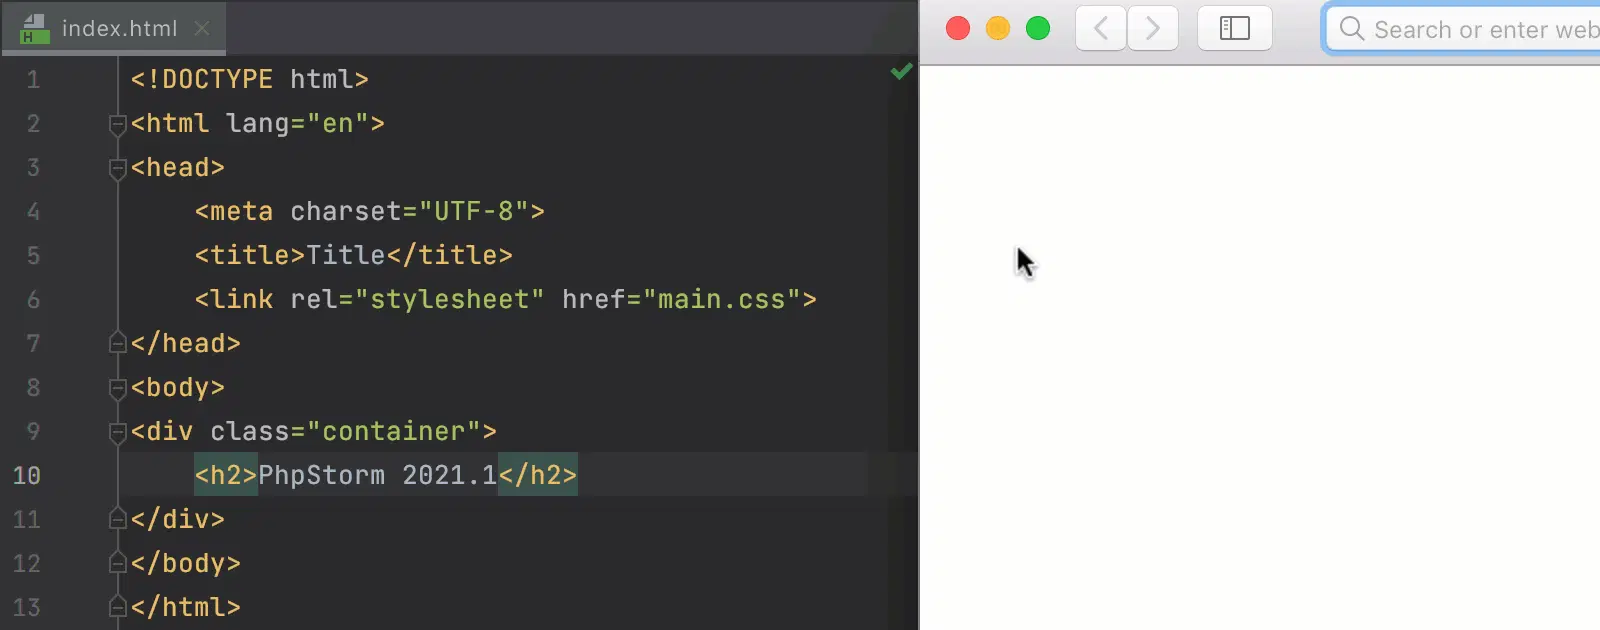 index.html
Search or enter web
1 <!DOCTYPE html>
2 <html lang="en">
3 <head>
4     <meta charset="UTF-8">
5     <title>Title</title>
6     <link rel="stylesheet" href="main.css">
7 </head>
8 <body>
9 <div class="container">
10     <h2>PhpStorm 2021.1</h2>
11 </div>
12 </body>
13 </html>